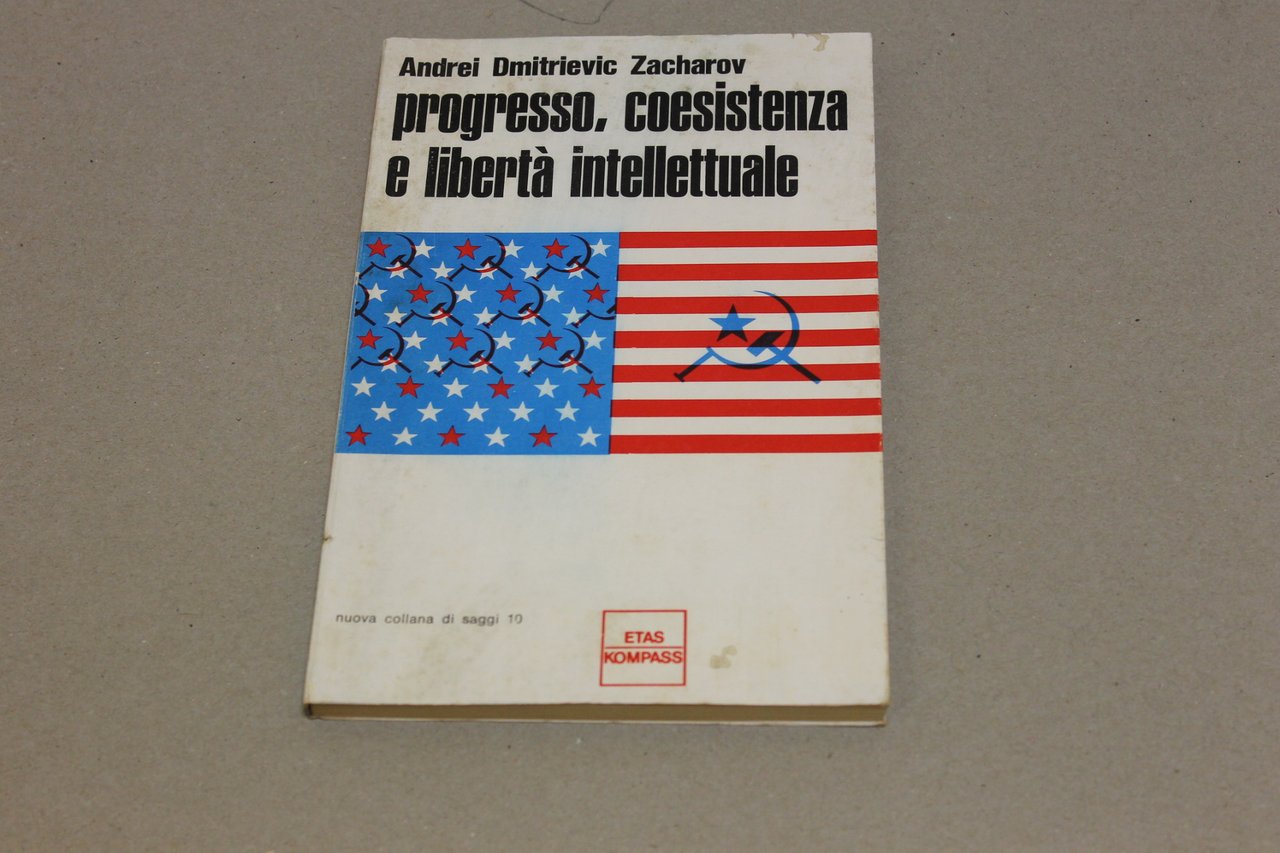 Andrei Dmitrievic Zacharov
progresso, coesistenza
e libertà intellettuale
nuova collana di saggi 10
ETAS
KOMPASS